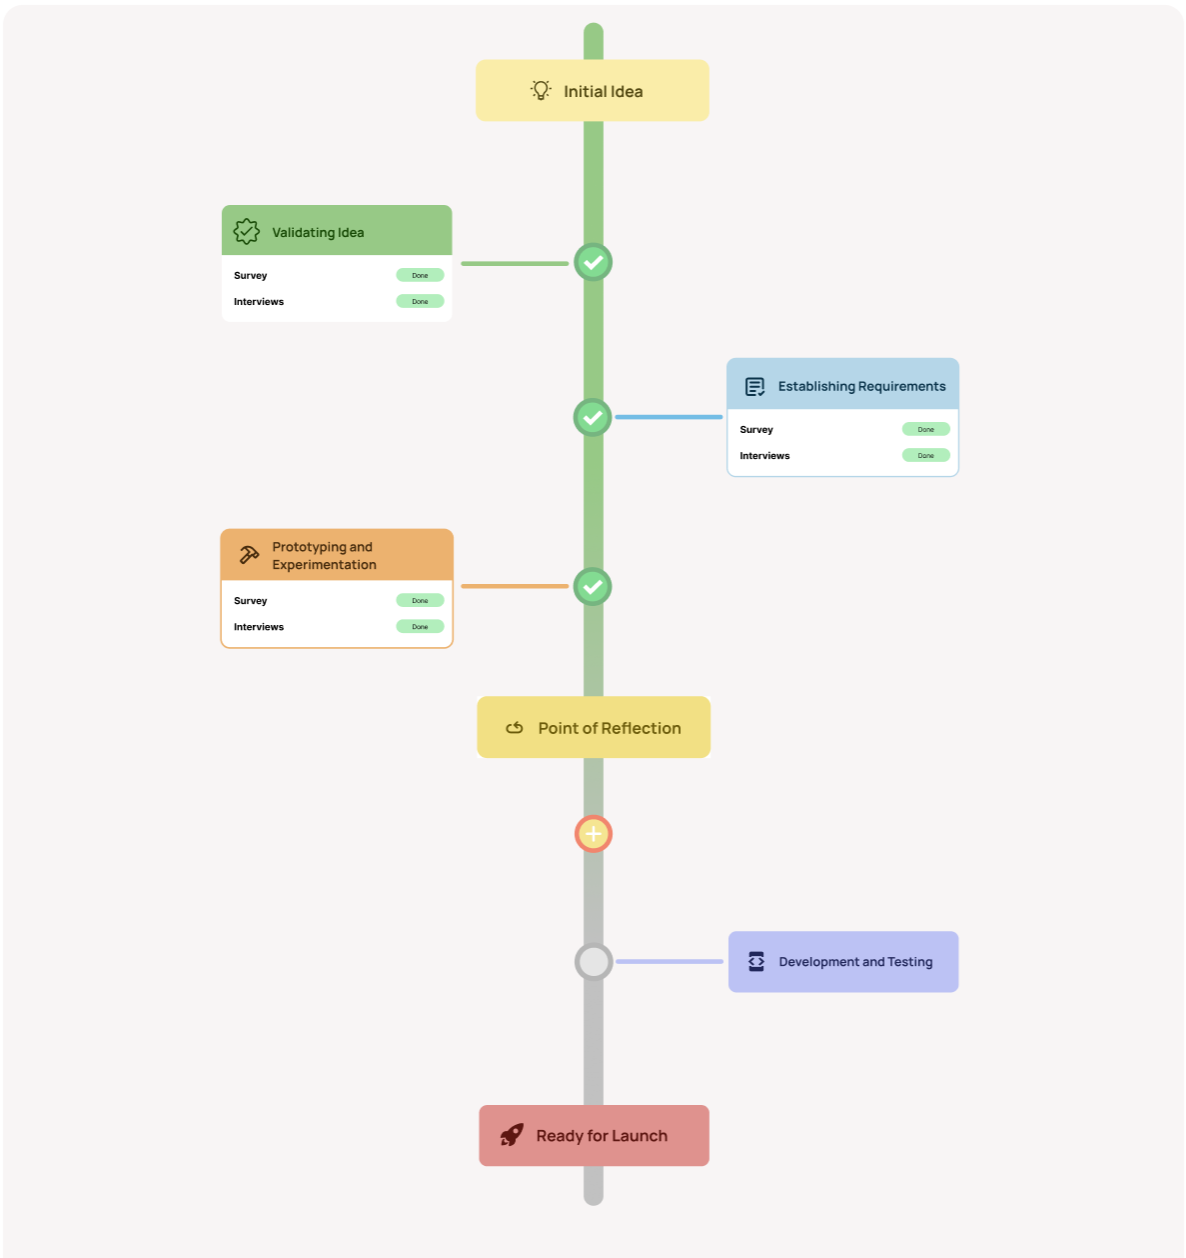 Initial Idea
Validating Idea
Survey Done
Interviews Done
Establishing Requirements
Survey Done
Interviews Done
Prototyping and
Experimentation
Survey Done
Interviews Done
Point of Reflection
Development and Testing
Ready for Launch